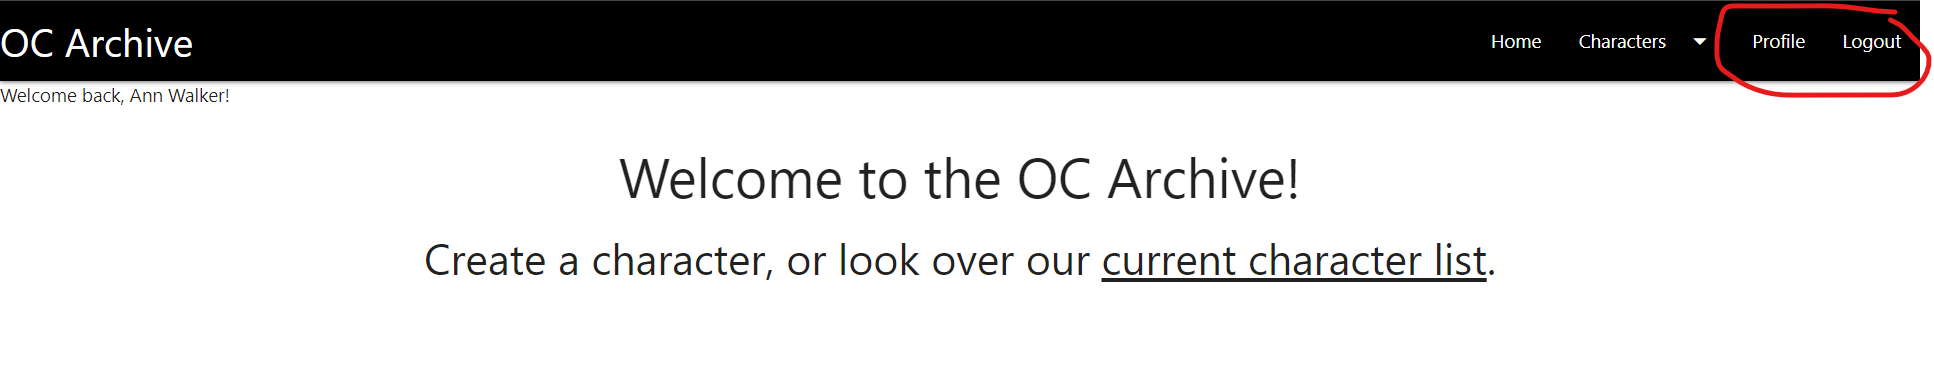 OC Archive Home Characters Profile Logout
Welcome back, Ann Walker!
Welcome to the OC Archive!
Create a character, or look over our current character list.